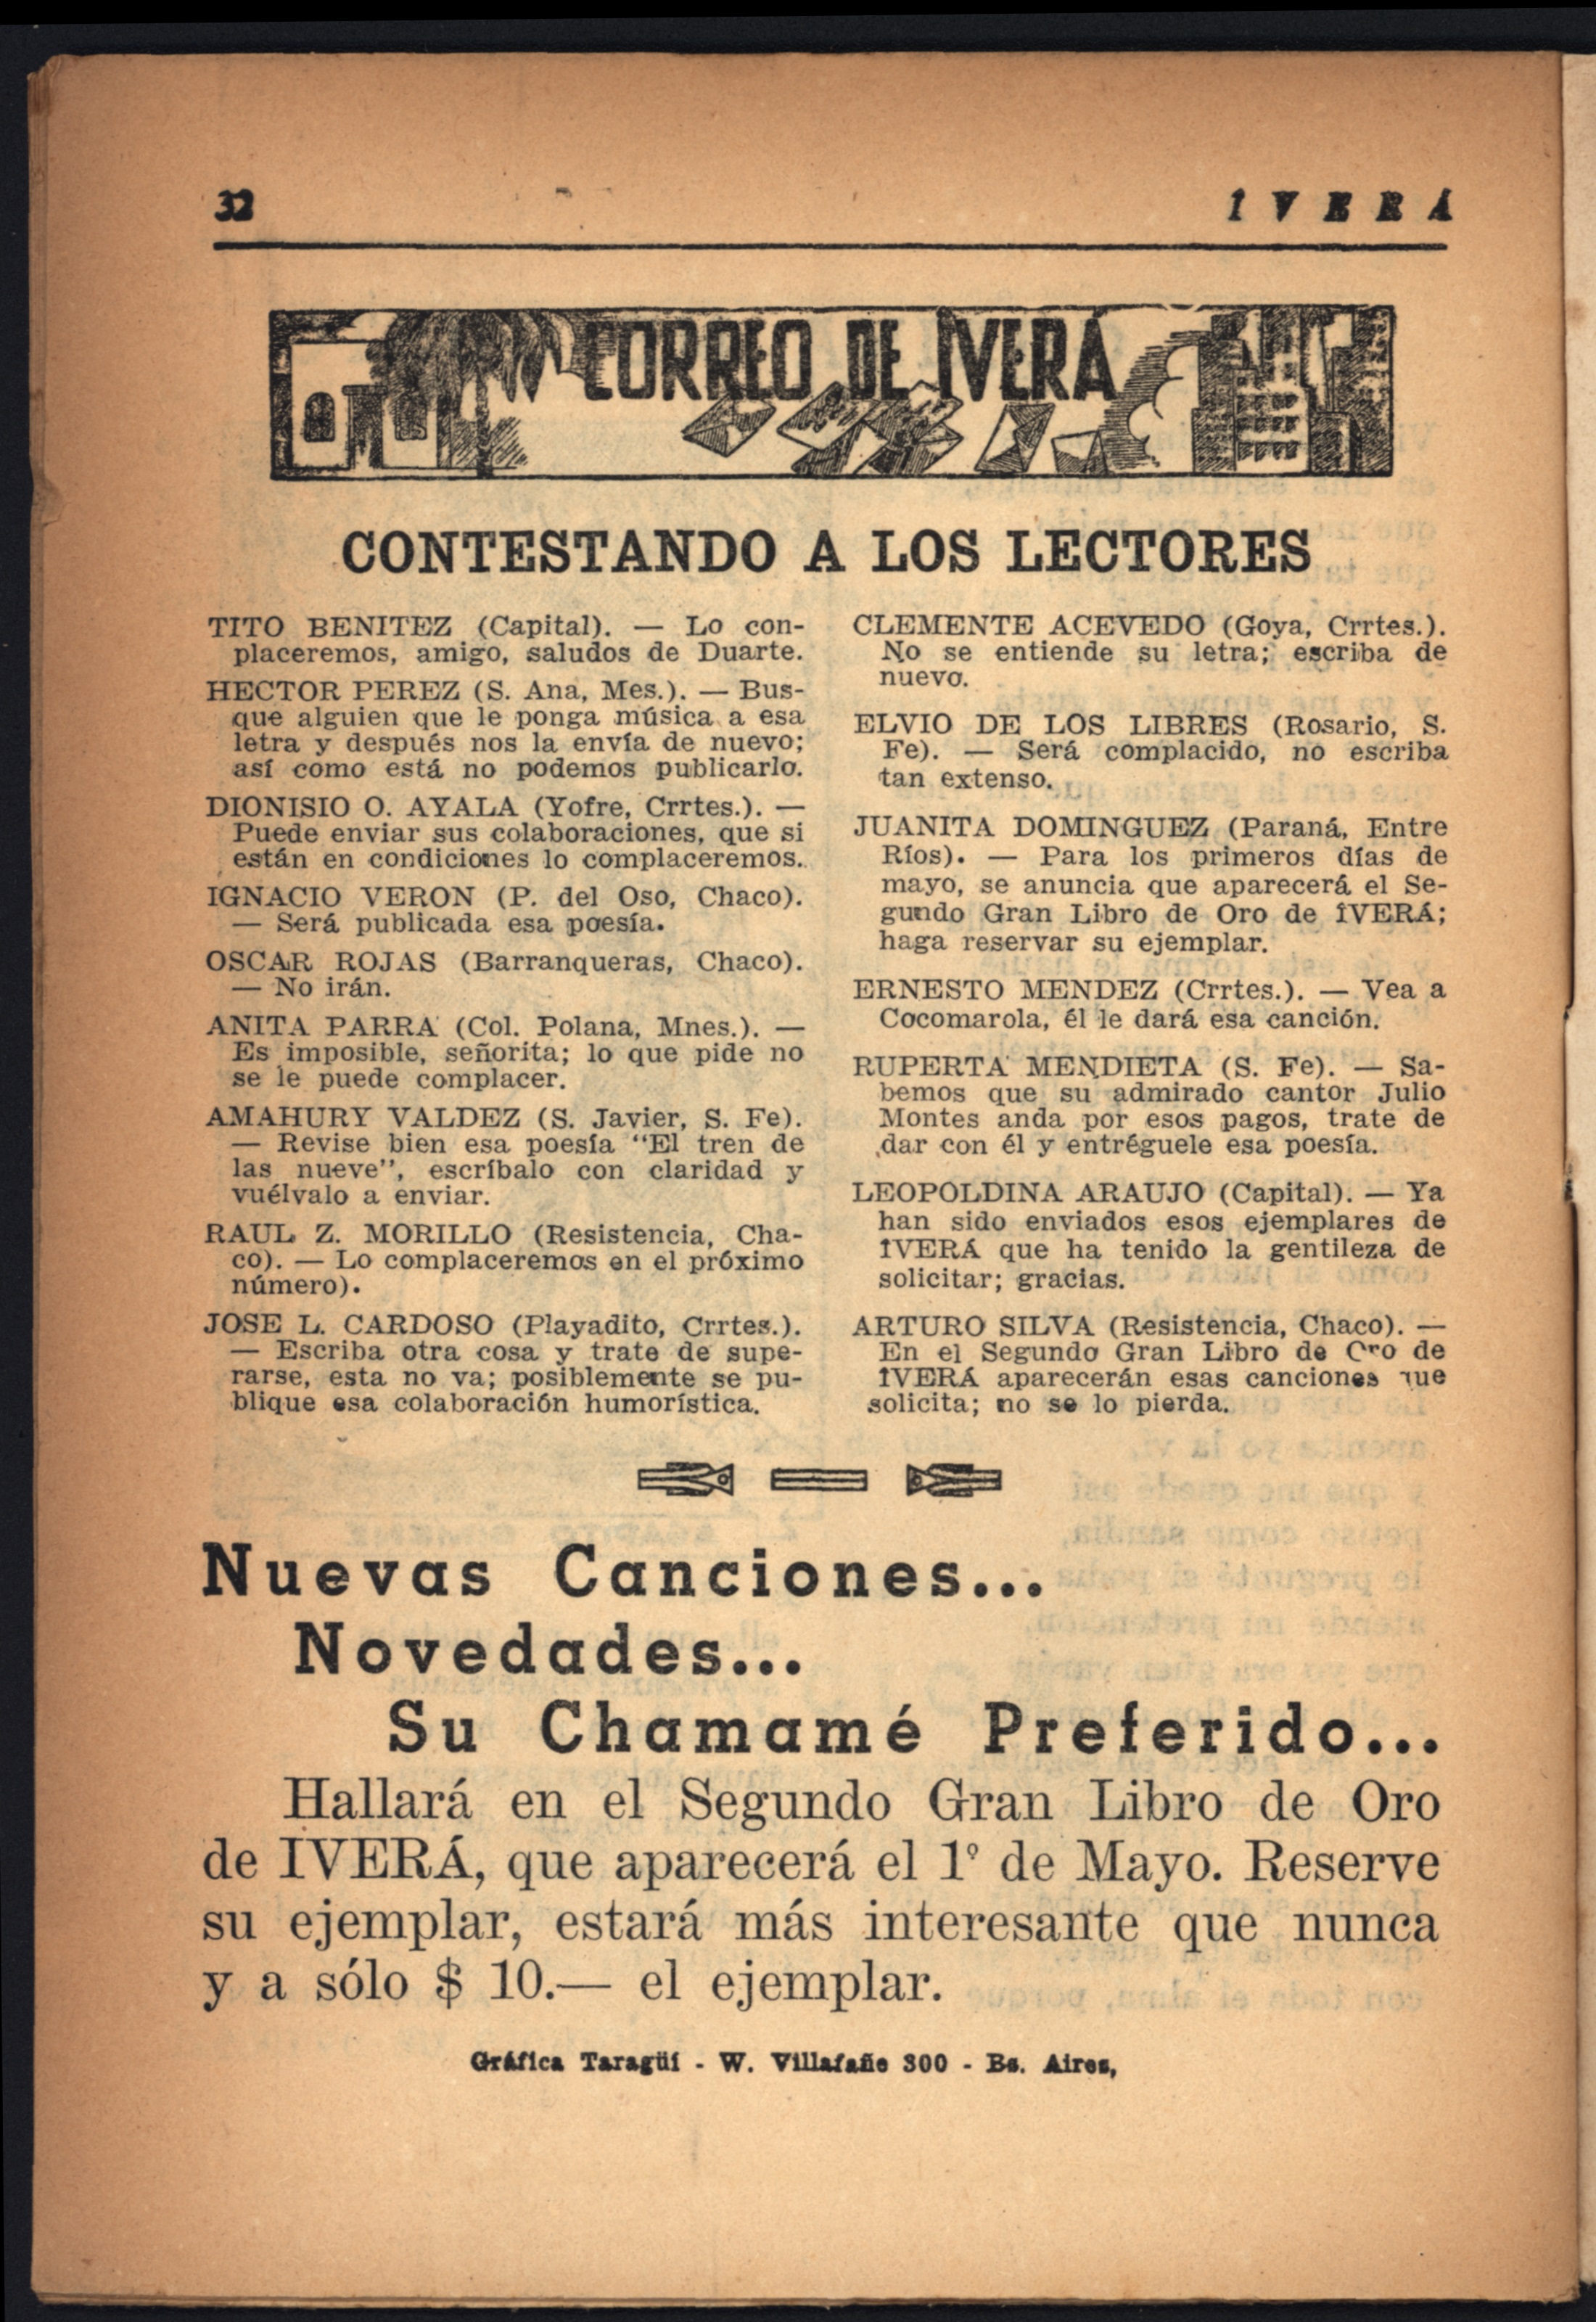 32
ÎVERÁ
CORREO DE ÎVERÁ
CONTESTANDO A LOS LECTORES
TITO BENITEZ (Capital). — Lo con-
placeremos, amigo, saludos de Duarte.
HECTOR PEREZ (S. Ana, Mes.). — Bus-
que alguien que le ponga música a esa
letra y después nos la envía de nuevo;
así como está no podemos publicarlo.
DIONISIO O. AYALA (Yofre, Crrtes.). —
Puede enviar sus colaboraciones, que si
están en condiciones lo complaceremos.
IGNACIO VERON (P. del Oso, Chaco).
— Será publicada esa poesía.
OSCAR ROJAS (Barranqueras, Chaco).
— No irán.
ANITA PARRA (Col. Polana, Mnes.). —
Es imposible, señorita; lo que pide no
se le puede complacer.
AMAHURY VALDEZ (S. Javier, S. Fe).
— Revise bien esa poesía "El tren de
las nueve", escríbalo con claridad y
vuélvalo a enviar.
RAUL Z. MORILLO (Resistencia, Cha-
co). — Lo complaceremos en el próximo
número).
JOSE L. CARDOSO (Playadito, Crrtes.).
— Escriba otra cosa y trate de supe-
rarse, esta no va; posiblemente se pu-
blique esa colaboración humorística.
CLEMENTE ACEVEDO (Goya, Crrtes.).
No se entiende su letra; escriba de
nuevo.
ELVIO DE LOS LIBRES (Rosario, S.
Fe). — Será complacido, no escriba
tan extenso.
JUANITA DOMINGUEZ (Paraná, Entre
Ríos). — Para los primeros días de
mayo, se anuncia que aparecerá el Se-
gundo Gran Libro de Oro de ÎVERÁ;
haga reservar su ejemplar.
ERNESTO MENDEZ (Crrtes.). — Vea a
Cocomarola, él le dará esa canción.
RUPERTA MENDIETA (S. Fe). — Sa-
bemos que su admirado cantor Julio
Montes anda por esos pagos, trate de
dar con él y entréguele esa poesía.
LEOPOLDINA ARAUJO (Capital). — Ya
han sido enviados esos ejemplares de
ÎVERÁ que ha tenido la gentileza de
solicitar; gracias.
ARTURO SILVA (Resistencia, Chaco). —
En el Segundo Gran Libro de Oro de
ÎVERÁ aparecerán esas canciones que
solicita; no se lo pierda.
Nuevas Canciones...
Novedades...
Su Chamamé Preferido...
Hallará en el Segundo Gran Libro de Oro
de IVERÁ, que aparecerá el 1º de Mayo. Reserve
su ejemplar, estará más interesante que nunca
y a sólo $ 10.— el ejemplar.
Gráfica Taragüí - W. Villafañe 300 - Bs. Aires,